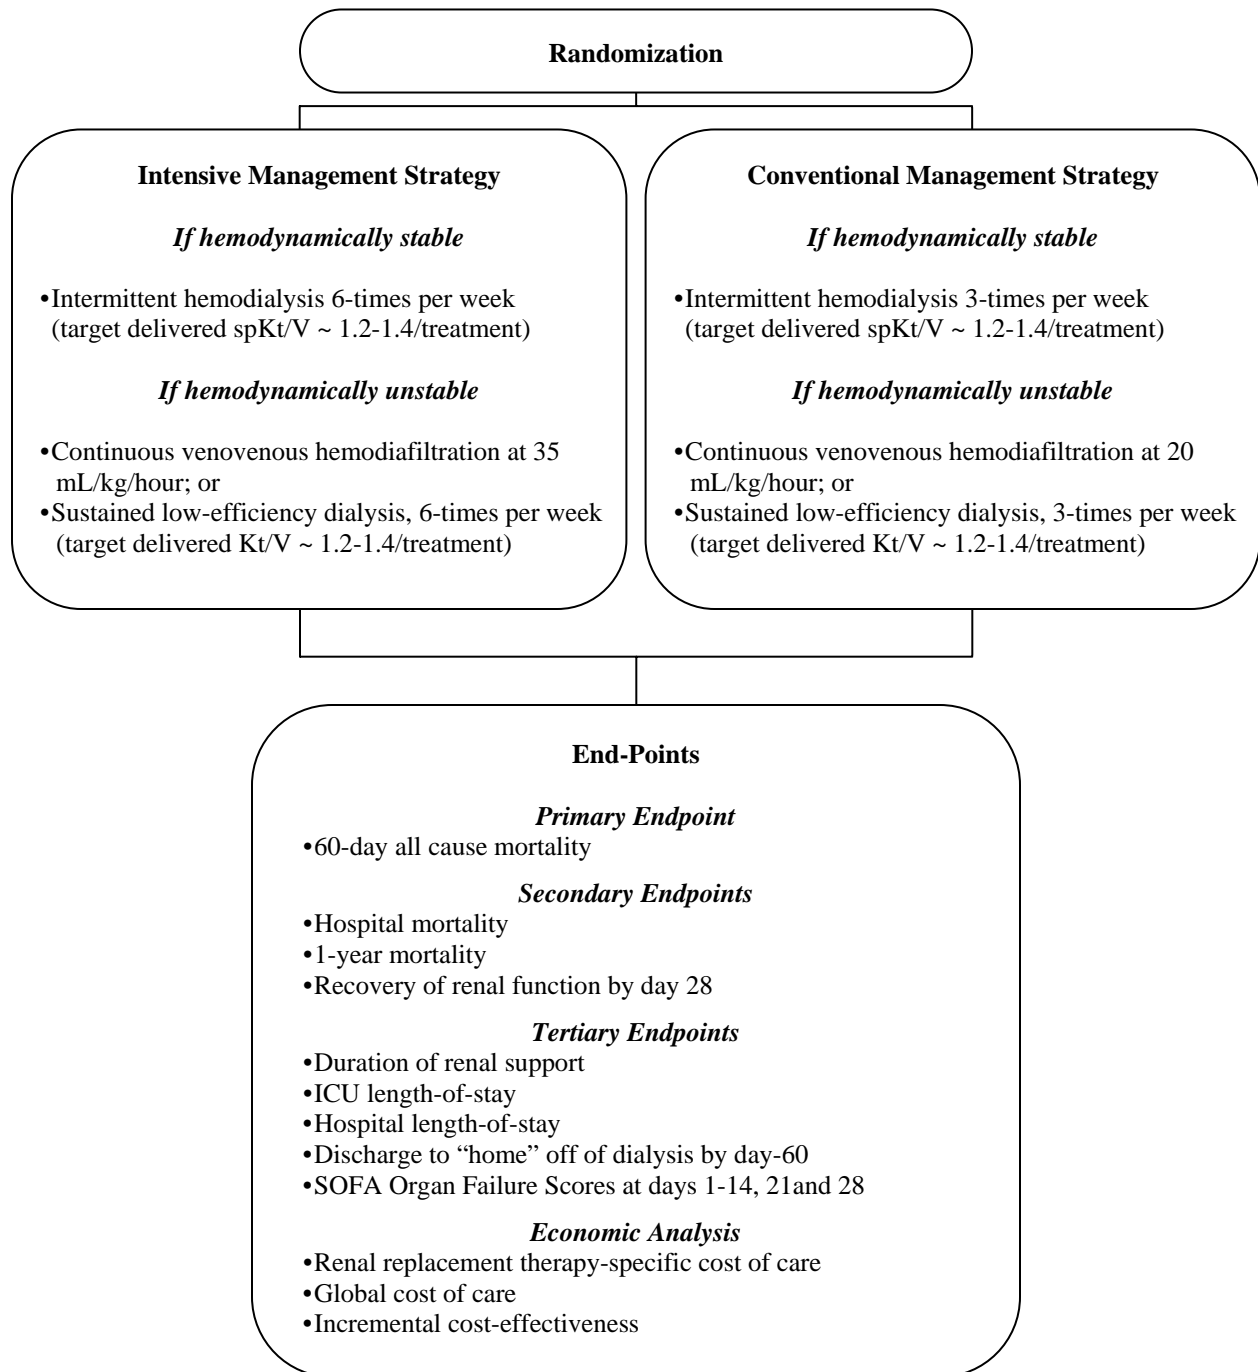 Randomization
Intensive Management Strategy
If hemodynamically stable
•Intermittent hemodialysis 6-times per week
(target delivered spKt/V ~ 1.2-1.4/treatment)
If hemodynamically unstable
•Continuous venovenous hemodiafiltration at 35
mL/kg/hour; or
•Sustained low-efficiency dialysis, 6-times per week
(target delivered Kt/V ~ 1.2-1.4/treatment)
Conventional Management Strategy
If hemodynamically stable
•Intermittent hemodialysis 3-times per week
(target delivered spKt/V ~ 1.2-1.4/treatment)
If hemodynamically unstable
•Continuous venovenous hemodiafiltration at 20
mL/kg/hour; or
•Sustained low-efficiency dialysis, 3-times per week
(target delivered Kt/V ~ 1.2-1.4/treatment)
End-Points
Primary Endpoint
•60-day all cause mortality
Secondary Endpoints
•Hospital mortality
•1-year mortality
•Recovery of renal function by day 28
Tertiary Endpoints
•Duration of renal support
•ICU length-of-stay
•Hospital length-of-stay
•Discharge to “home” off of dialysis by day-60
•SOFA Organ Failure Scores at days 1-14, 21and 28
Economic Analysis
•Renal replacement therapy-specific cost of care
•Global cost of care
•Incremental cost-effectiveness